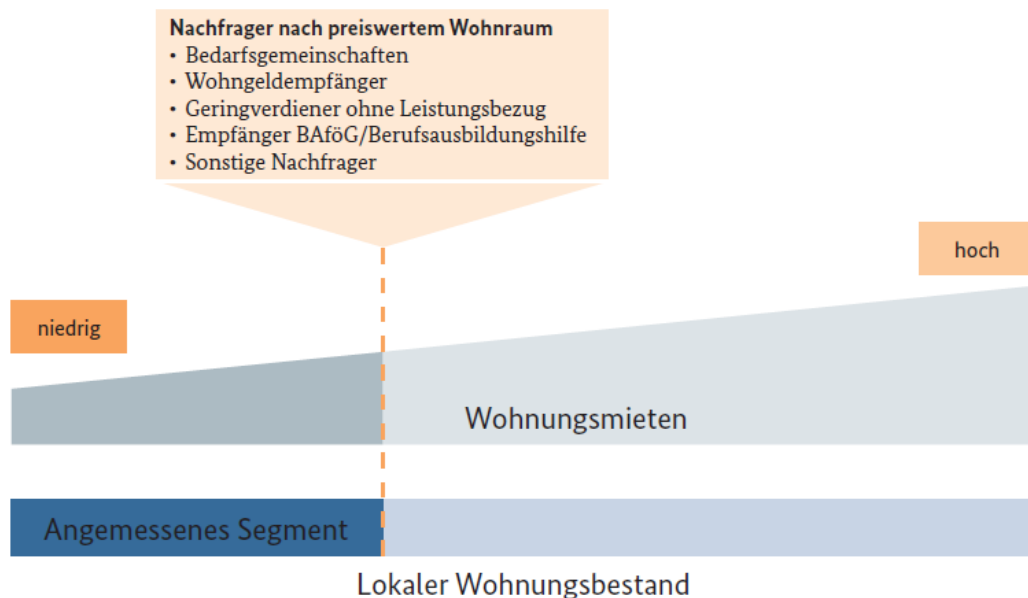 Nachfrager nach preiswertem Wohnraum
• Bedarfsgemeinschaften
• Wohngeldempfänger
• Geringverdiener ohne Leistungsbezug
• Empfänger BAföG/Berufsausbildungshilfe
• Sonstige Nachfrager
hoch
niedrig
Wohnungsmieten
Angemessenes Segment
Lokaler Wohnungsbestand